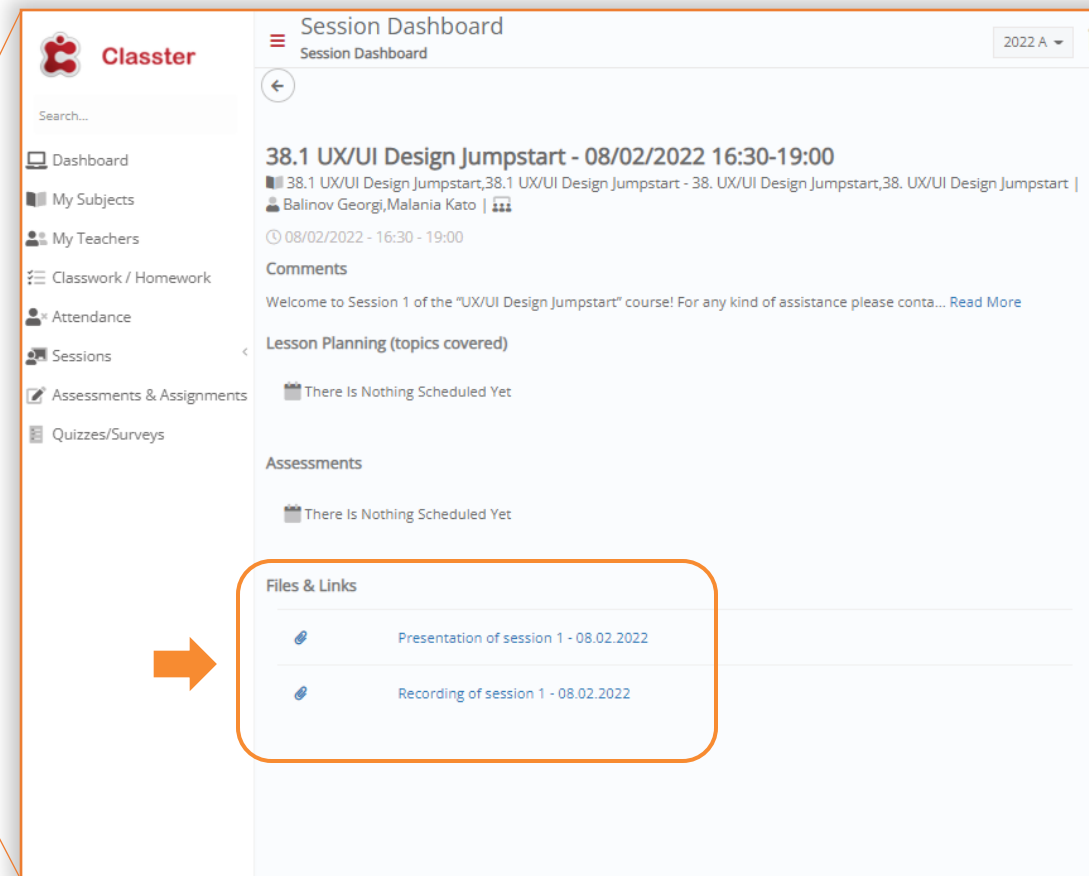 Classter
Search...
Dashboard
My Subjects
My Teachers
Classwork / Homework
Attendance
Sessions
Assessments & Assignments
Quizzes/Surveys
Session Dashboard
Session Dashboard
2022 A
38.1 UX/UI Design Jumpstart - 08/02/2022 16:30-19:00
38.1 UX/UI Design Jumpstart,38.1 UX/UI Design Jumpstart - 38. UX/UI Design Jumpstart,38. UX/UI Design Jumpstart |
Balinov Georgi,Malania Kato |
08/02/2022 - 16:30 - 19:00
Comments
Welcome to Session 1 of the “UX/UI Design Jumpstart” course! For any kind of assistance please conta... Read More
Lesson Planning (topics covered)
There Is Nothing Scheduled Yet
Assessments
There Is Nothing Scheduled Yet
Files & Links
Presentation of session 1 - 08.02.2022
Recording of session 1 - 08.02.2022